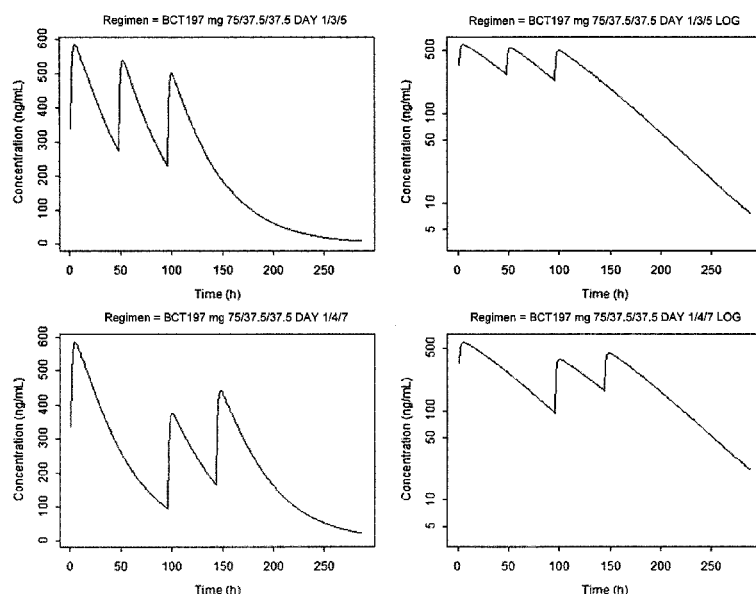 Regimen = BCT197 mg 75/37.5/37.5 DAY 1/3/5
Concentration (ng/mL)
600
500
400
300
200
100
0
0 50 100 150 200 250
Time (h)
Regimen = BCT197 mg 75/37.5/37.5 DAY 1/3/5 LOG
Concentration (ng/mL)
500
100
50
10
5
0 50 100 150 200 250
Time (h)
Regimen = BCT197 mg 75/37.5/37.5 DAY 1/4/7
Concentration (ng/mL)
600
500
400
300
200
100
0
0 50 100 150 200 250
Time (h)
Regimen = BCT197 mg 75/37.5/37.5 DAY 1/4/7 LOG
Concentration (ng/mL)
500
100
50
10
5
0 50 100 150 200 250
Time (h)